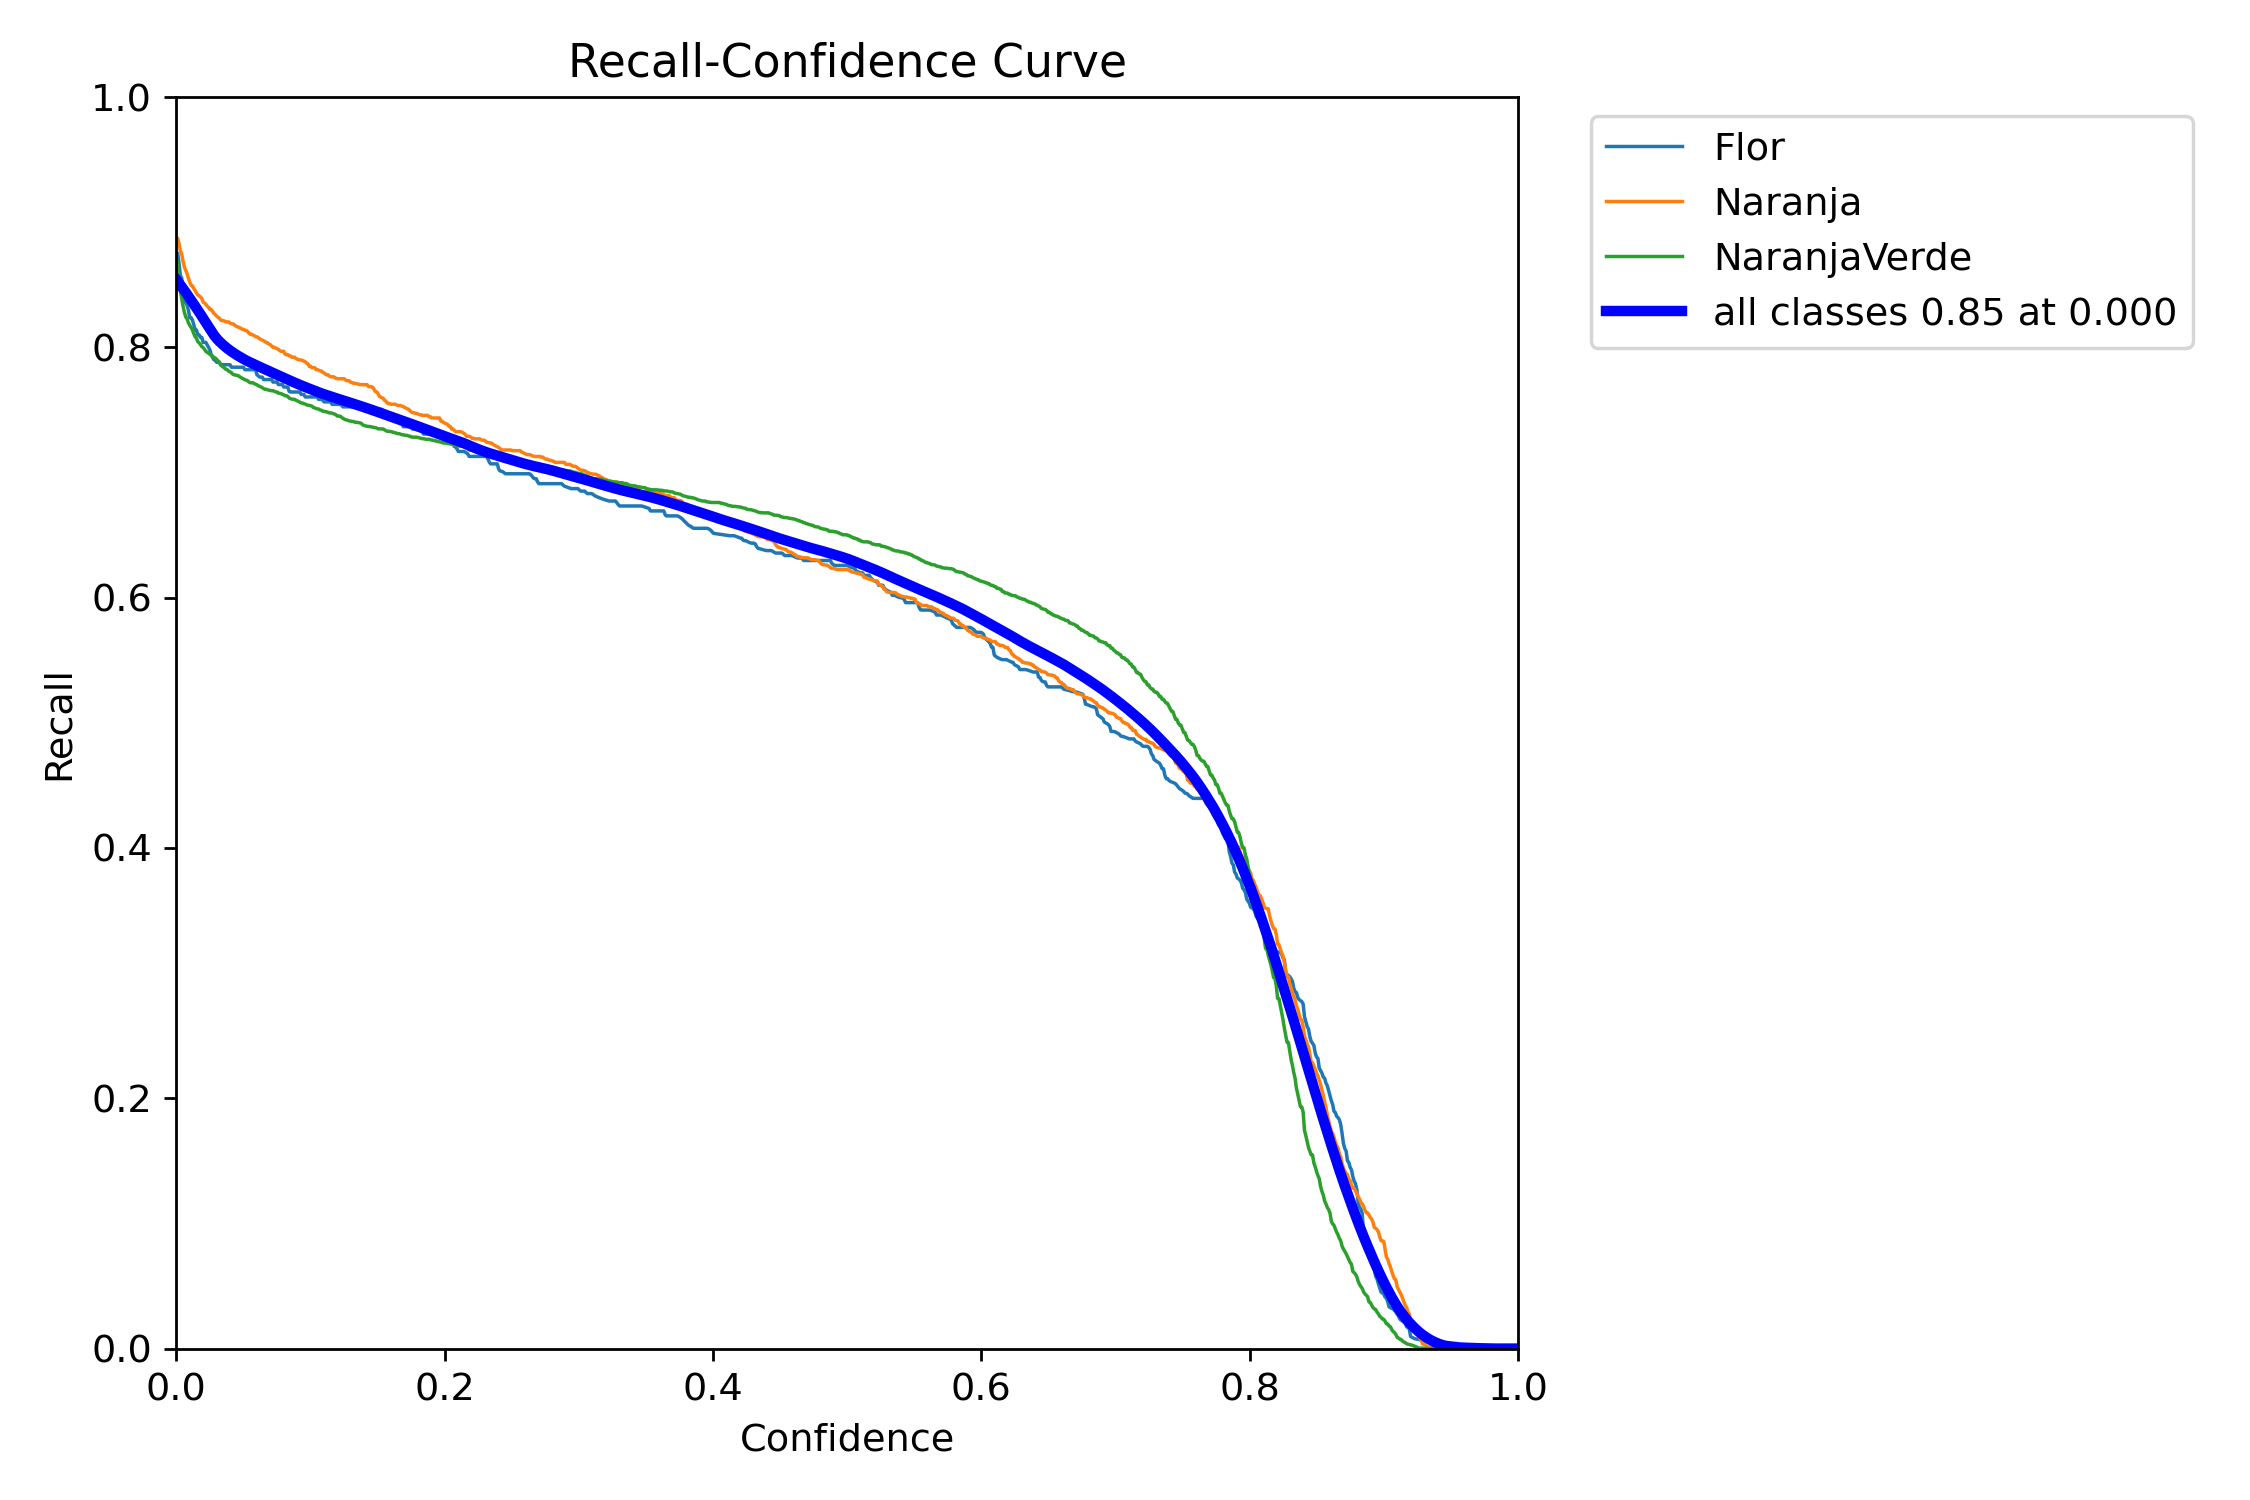 Recall-Confidence Curve
1.0
0.8
0.6
0.4
0.2
0.0
Recall
0.0 0.2 0.4 0.6 0.8 1.0
Confidence
Flor
Naranja
NaranjaVerde
all classes 0.85 at 0.000